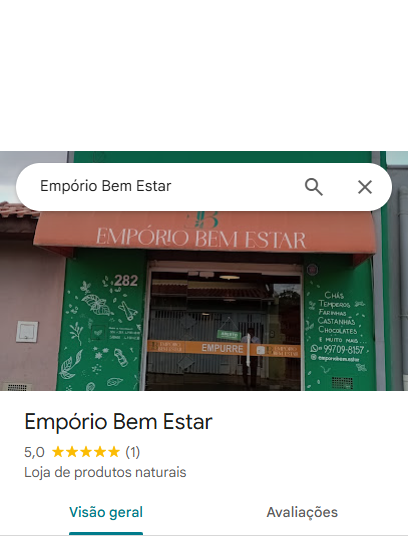 Empório Bem Estar
EMPÓRIO BEM ESTAR
282
CHÁS
TEMPEROS
FARINHAS
CASTANHAS
CHOCOLATES
E MUITO MAIS
99709-8157
EMPURRE
Empório Bem Estar
5,0 ★★★★★ (1)
Loja de produtos naturais
Visão geral
Avaliações